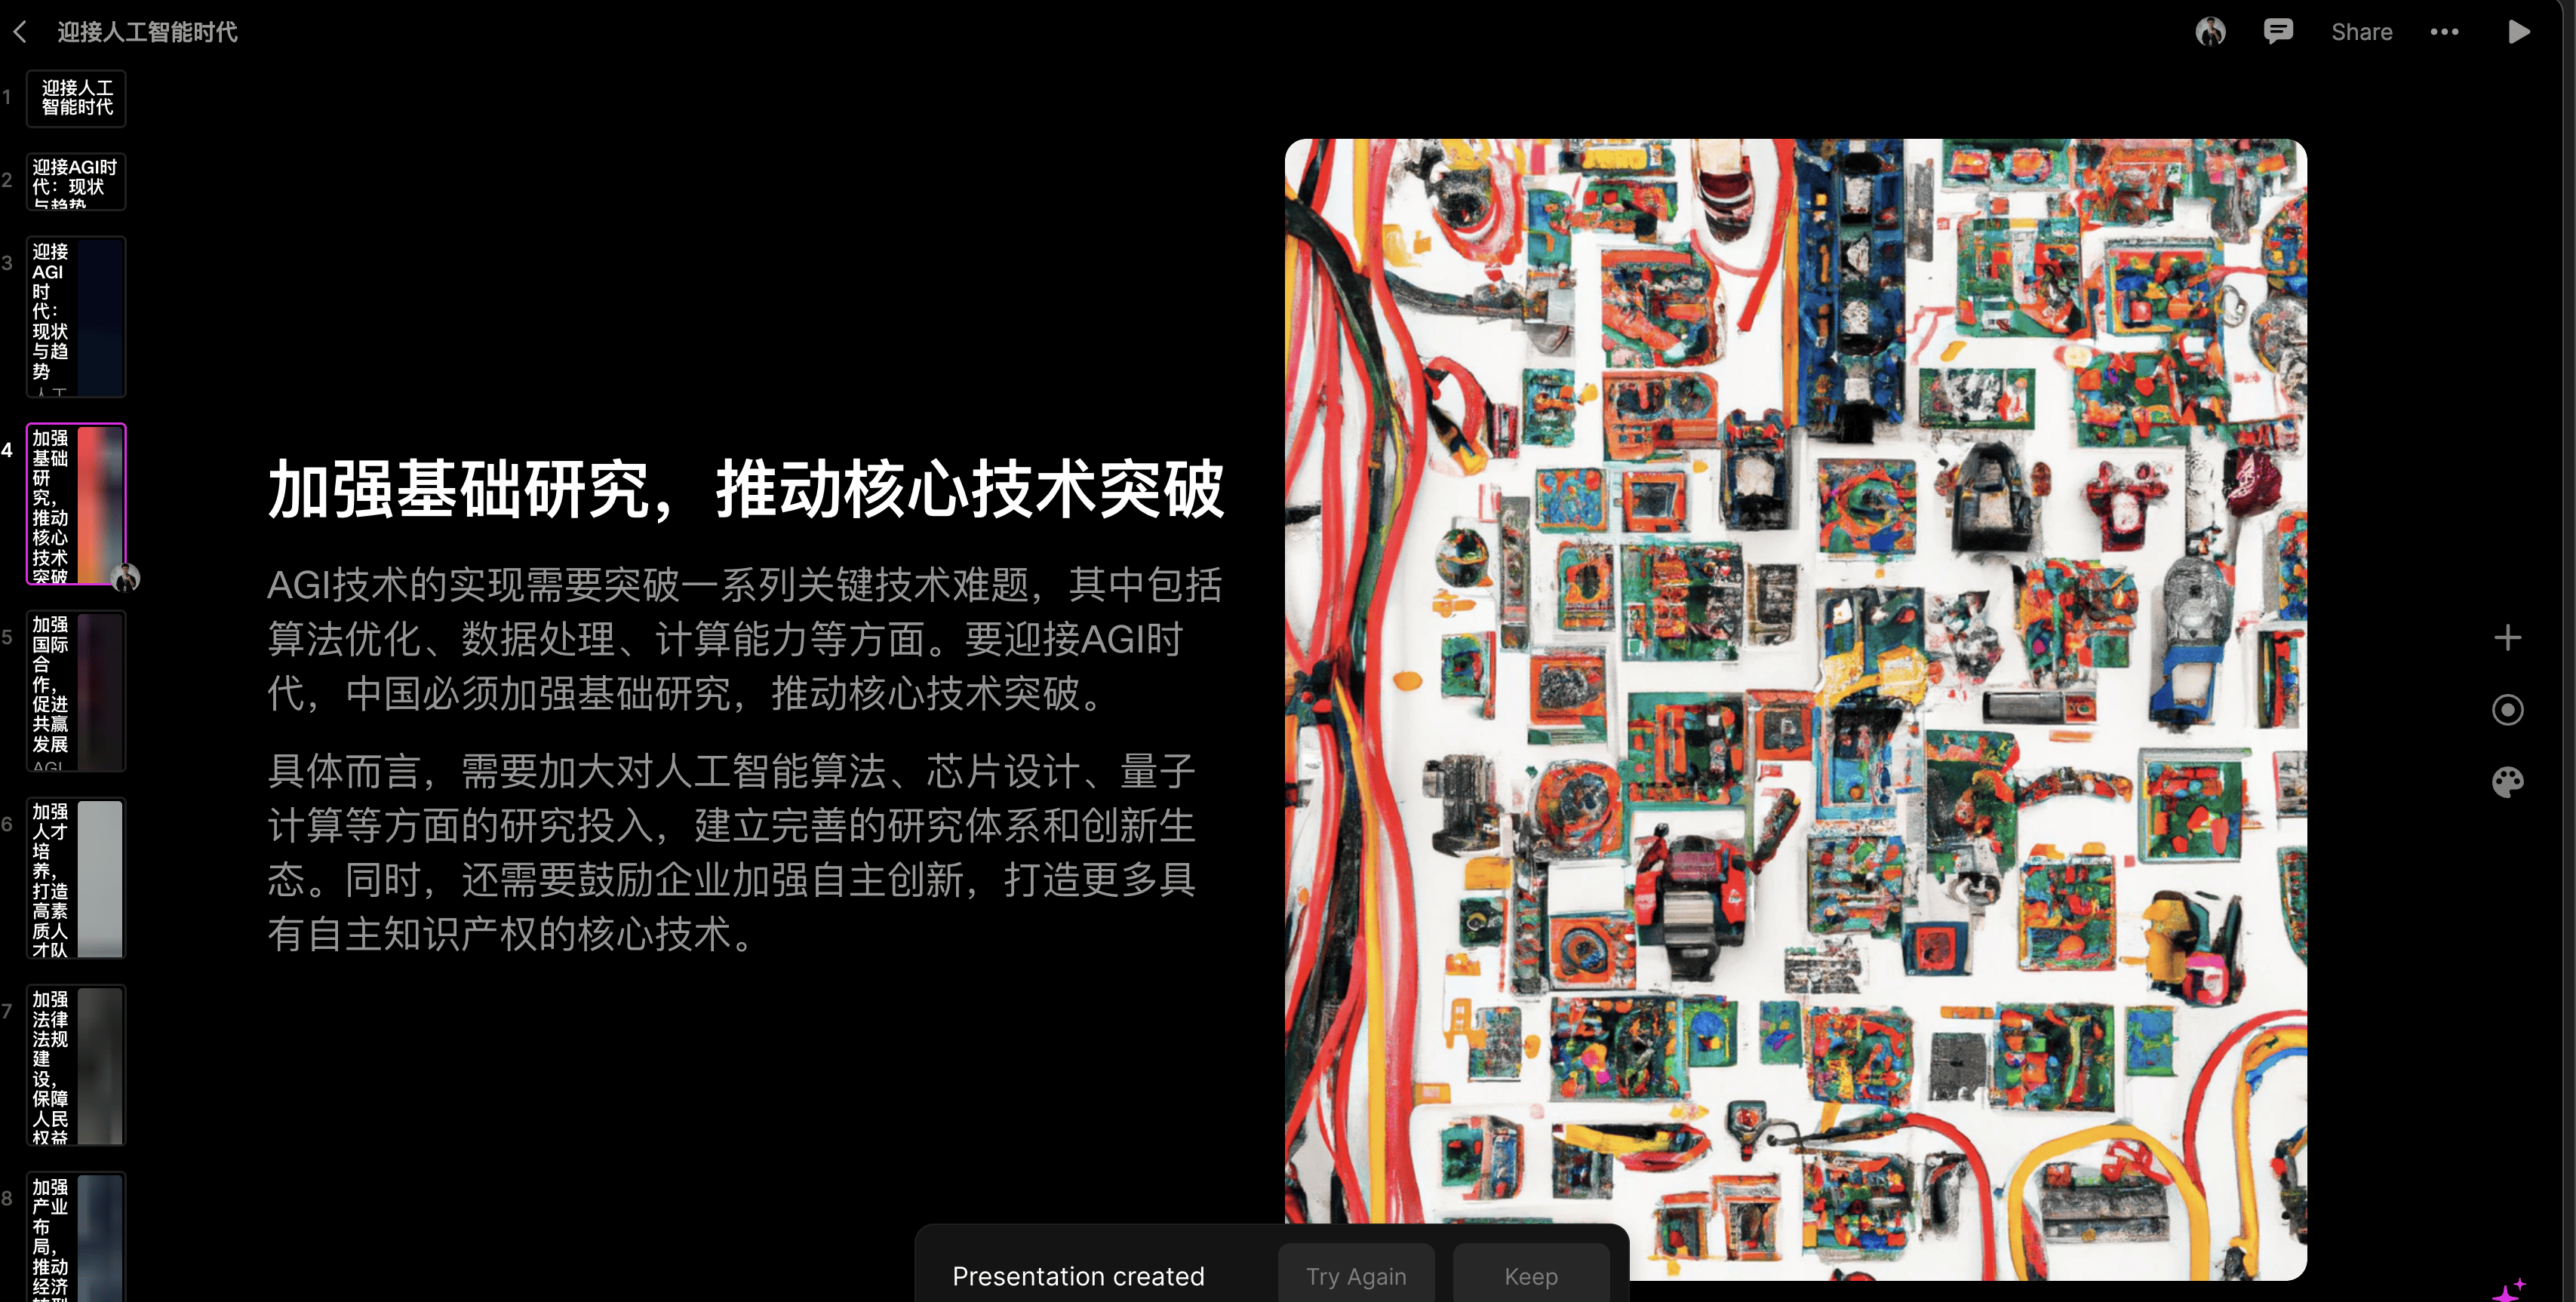 迎接人工智能时代
Share
1
迎接人工
智能时代
2
迎接AGI时
代：现状
与趋势
3
迎接
AGI
时
代：
现状
与趋
势
人工
4
加强
基础
研
究，
推动
核心
技术
突破
5
加强
国际
合
作，
促进
共赢
发展
AGI
6
加强
人才
培
养，
打造
高素
质人
才队
7
加强
法律
法规
建
设，
保障
人民
权益
8
加强
产业
布
局，
推动
经济
转型
加强基础研究，推动核心技术突破
AGI技术的实现需要突破一系列关键技术难题，其中包括
算法优化、数据处理、计算能力等方面。要迎接AGI时
代，中国必须加强基础研究，推动核心技术突破。
具体而言，需要加大对人工智能算法、芯片设计、量子
计算等方面的研究投入，建立完善的研究体系和创新生
态。同时，还需要鼓励企业加强自主创新，打造更多具
有自主知识产权的核心技术。
Presentation created
Try Again
Keep